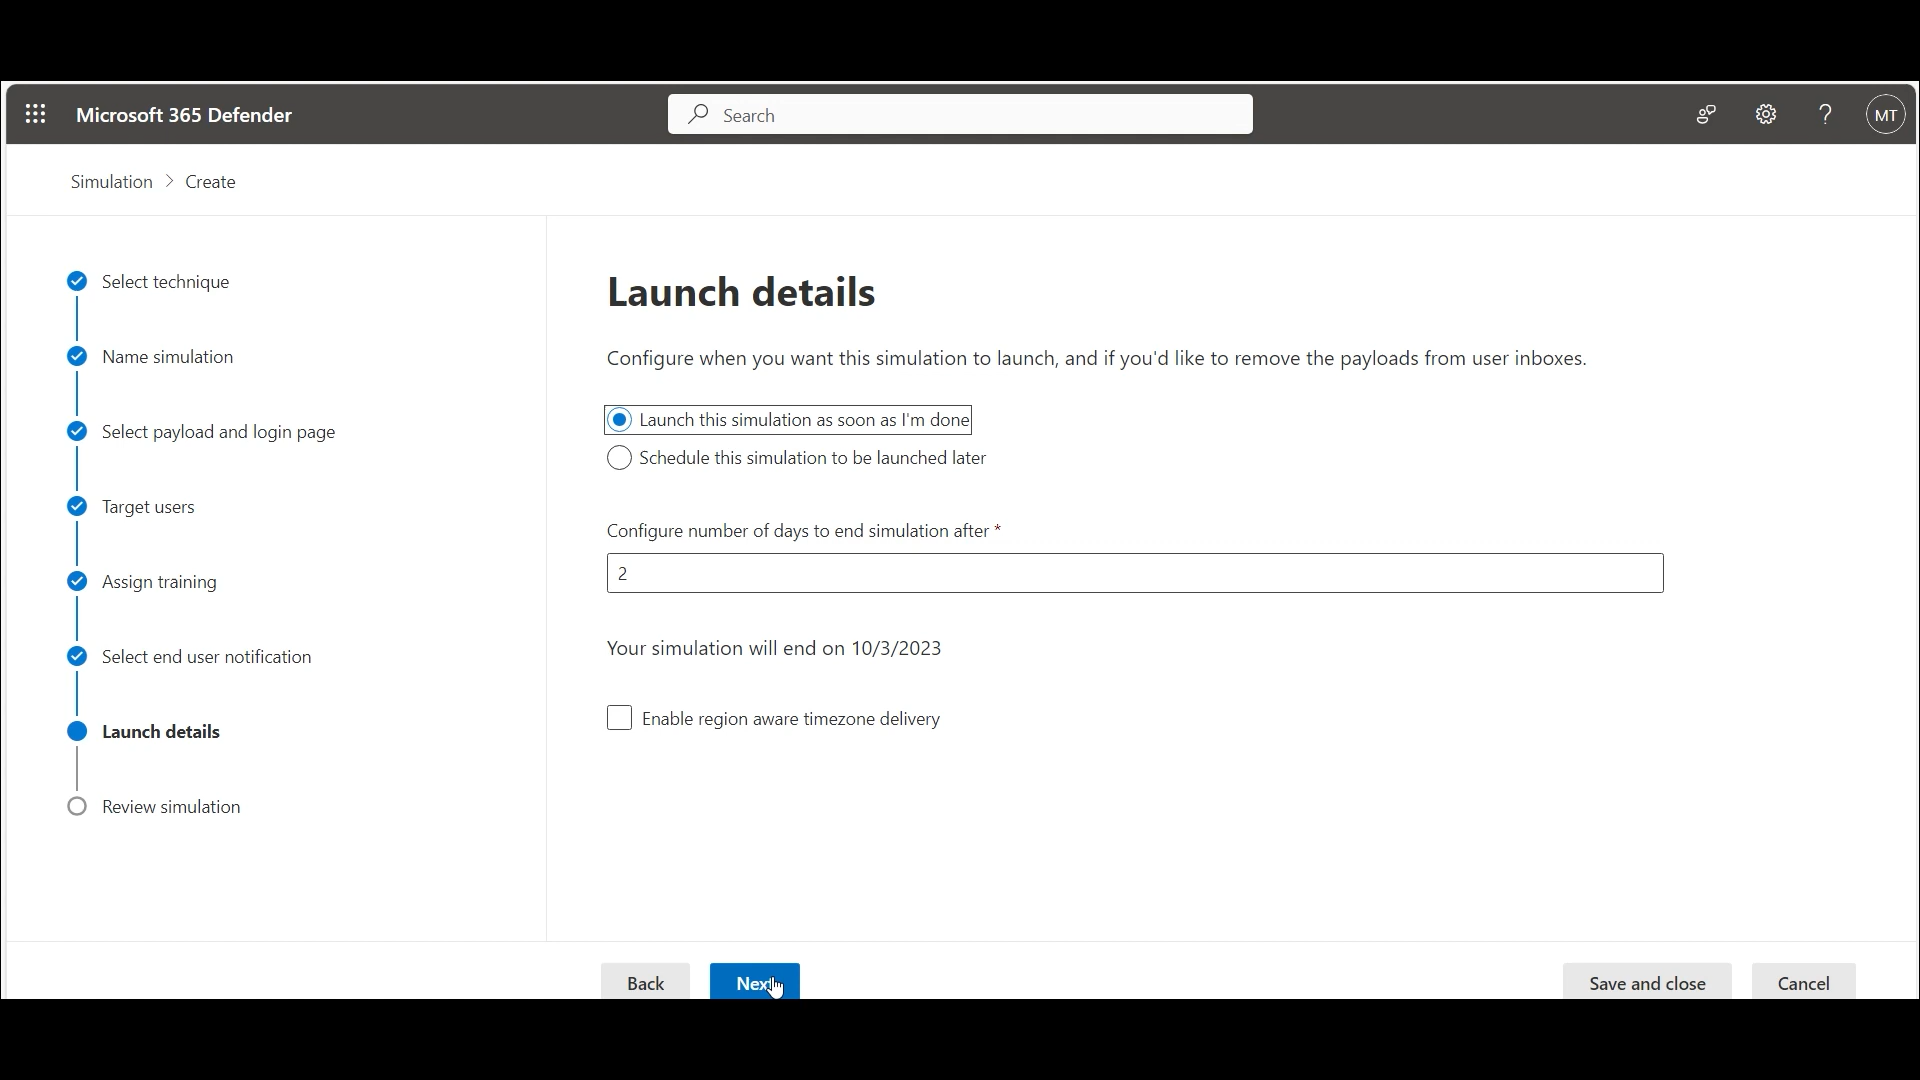 Microsoft 365 Defender
Search
MT
Simulation > Create
Select technique
Name simulation
Select payload and login page
Target users
Assign training
Select end user notification
Launch details
Review simulation
Launch details
Configure when you want this simulation to launch, and if you'd like to remove the payloads from user inboxes.
Launch this simulation as soon as I'm done
Schedule this simulation to be launched later
Configure number of days to end simulation after *
2
Your simulation will end on 10/3/2023
Enable region aware timezone delivery
Back
Next
Save and close
Cancel